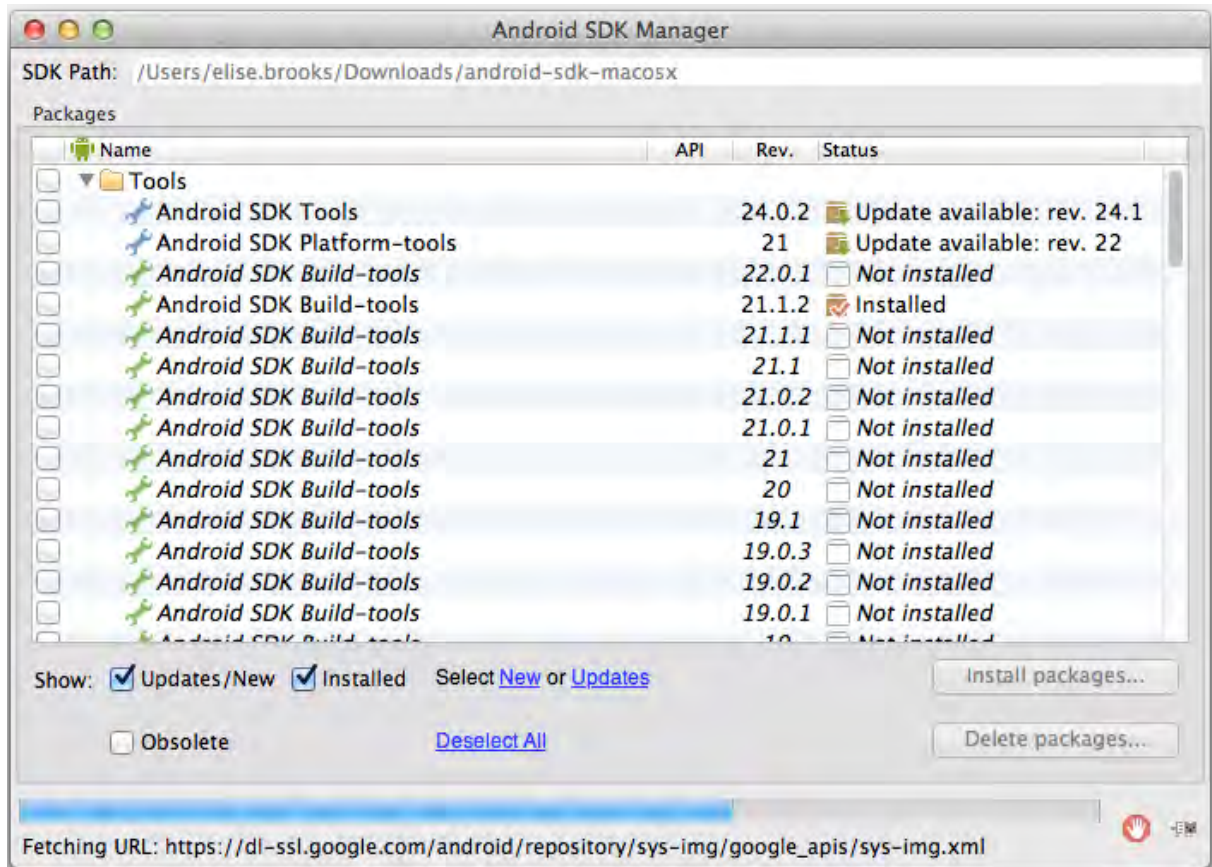 Android SDK Manager
SDK Path: /Users/elise.brooks/Downloads/android-sdk-macosx
Packages
Name API Rev. Status
Tools
Android SDK Tools 24.0.2 Update available: rev. 24.1
Android SDK Platform-tools 21 Update available: rev. 22
Android SDK Build-tools 22.0.1 Not installed
Android SDK Build-tools 21.1.2 Installed
Android SDK Build-tools 21.1.1 Not installed
Android SDK Build-tools 21.1 Not installed
Android SDK Build-tools 21.0.2 Not installed
Android SDK Build-tools 21.0.1 Not installed
Android SDK Build-tools 21 Not installed
Android SDK Build-tools 20 Not installed
Android SDK Build-tools 19.1 Not installed
Android SDK Build-tools 19.0.3 Not installed
Android SDK Build-tools 19.0.2 Not installed
Android SDK Build-tools 19.0.1 Not installed
Android SDK Build-tools 19 Not installed
Show: Updates/New Installed Select New or Updates Install packages...
Obsolete Deselect All Delete packages...
Fetching URL: https://dl-ssl.google.com/android/repository/sys-img/google_apis/sys-img.xml